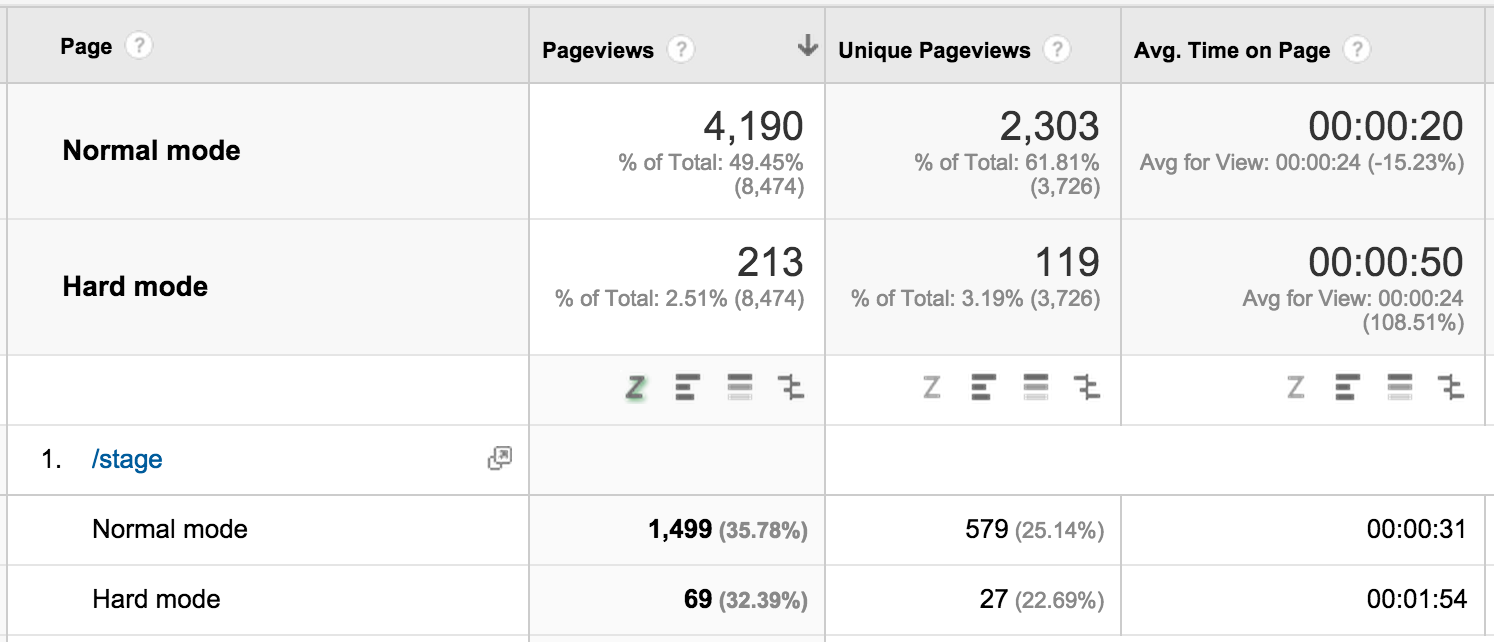 Page ? Pageviews ? Unique Pageviews ? Avg. Time on Page ?
Normal mode 4,190 2,303 00:00:20
% of Total: 49.45% % of Total: 61.81% Avg for View: 00:00:24 (-15.23%)
(8,474) (3,726)
Hard mode 213 119 00:00:50
% of Total: 2.51% (8,474) % of Total: 3.19% (3,726) Avg for View: 00:00:24
(108.51%)
1. /stage
Normal mode 1,499 (35.78%) 579 (25.14%) 00:00:31
Hard mode 69 (32.39%) 27 (22.69%) 00:01:54